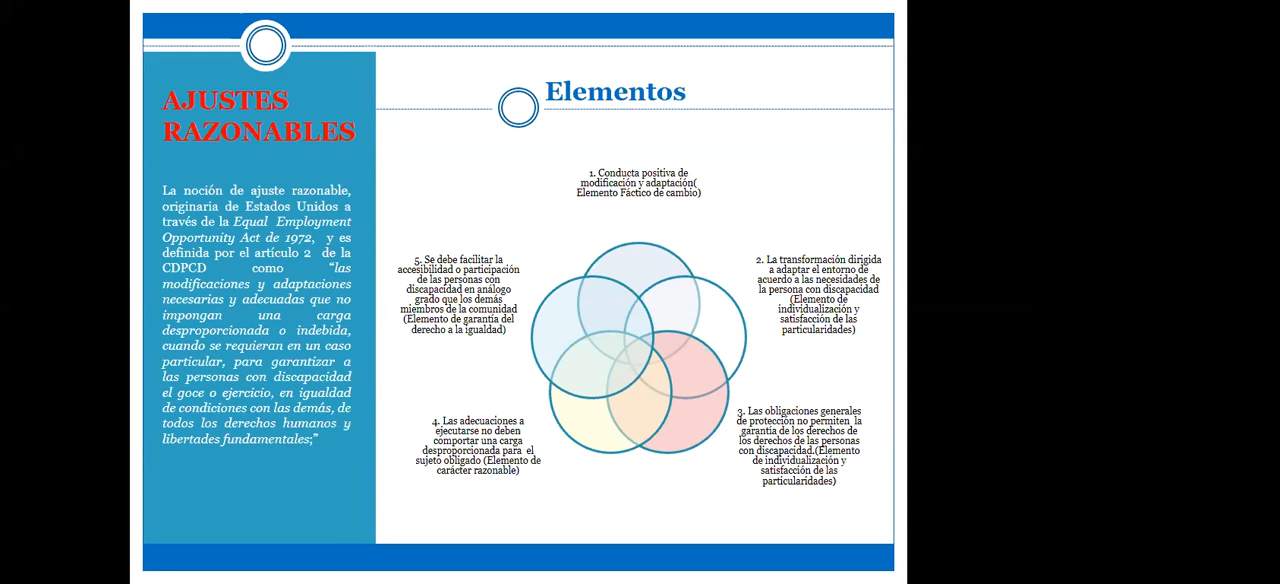 AJUSTES
RAZONABLES
La noción de ajuste razonable,
originaria de Estados Unidos a
través de la Equal Employment
Opportunity Act de 1972, y es
definida por el artículo 2 de la
CDPCD como “las
modificaciones y adaptaciones
necesarias y adecuadas que no
impongan una carga
desproporcionada o indebida,
cuando se requieran en un caso
particular, para garantizar a
las personas con discapacidad
el goce o ejercicio, en igualdad
de condiciones con las demás, de
todos los derechos humanos y
libertades fundamentales;”
Elementos
1. Conducta positiva de
modificación y adaptación(
Elemento Fáctico de cambio)
2. La transformación dirigida
a adaptar el entorno de
acuerdo a las necesidades de
la persona con discapacidad
(Elemento de
individualización y
satisfacción de las
particularidades)
3. Las obligaciones generales
de protección no permiten la
garantía de los derechos de
los derechos de las personas
con discapacidad.(Elemento
de individualización y
satisfacción de las
particularidades)
4. Las adecuaciones a
ejecutarse no deben
comportar una carga
desproporcionada para el
sujeto obligado (Elemento de
carácter razonable)
5. Se debe facilitar la
accesibilidad o participación
de las personas con
discapacidad en análogo
grado que los demás
miembros de la comunidad
(Elemento de garantía del
derecho a la igualdad)